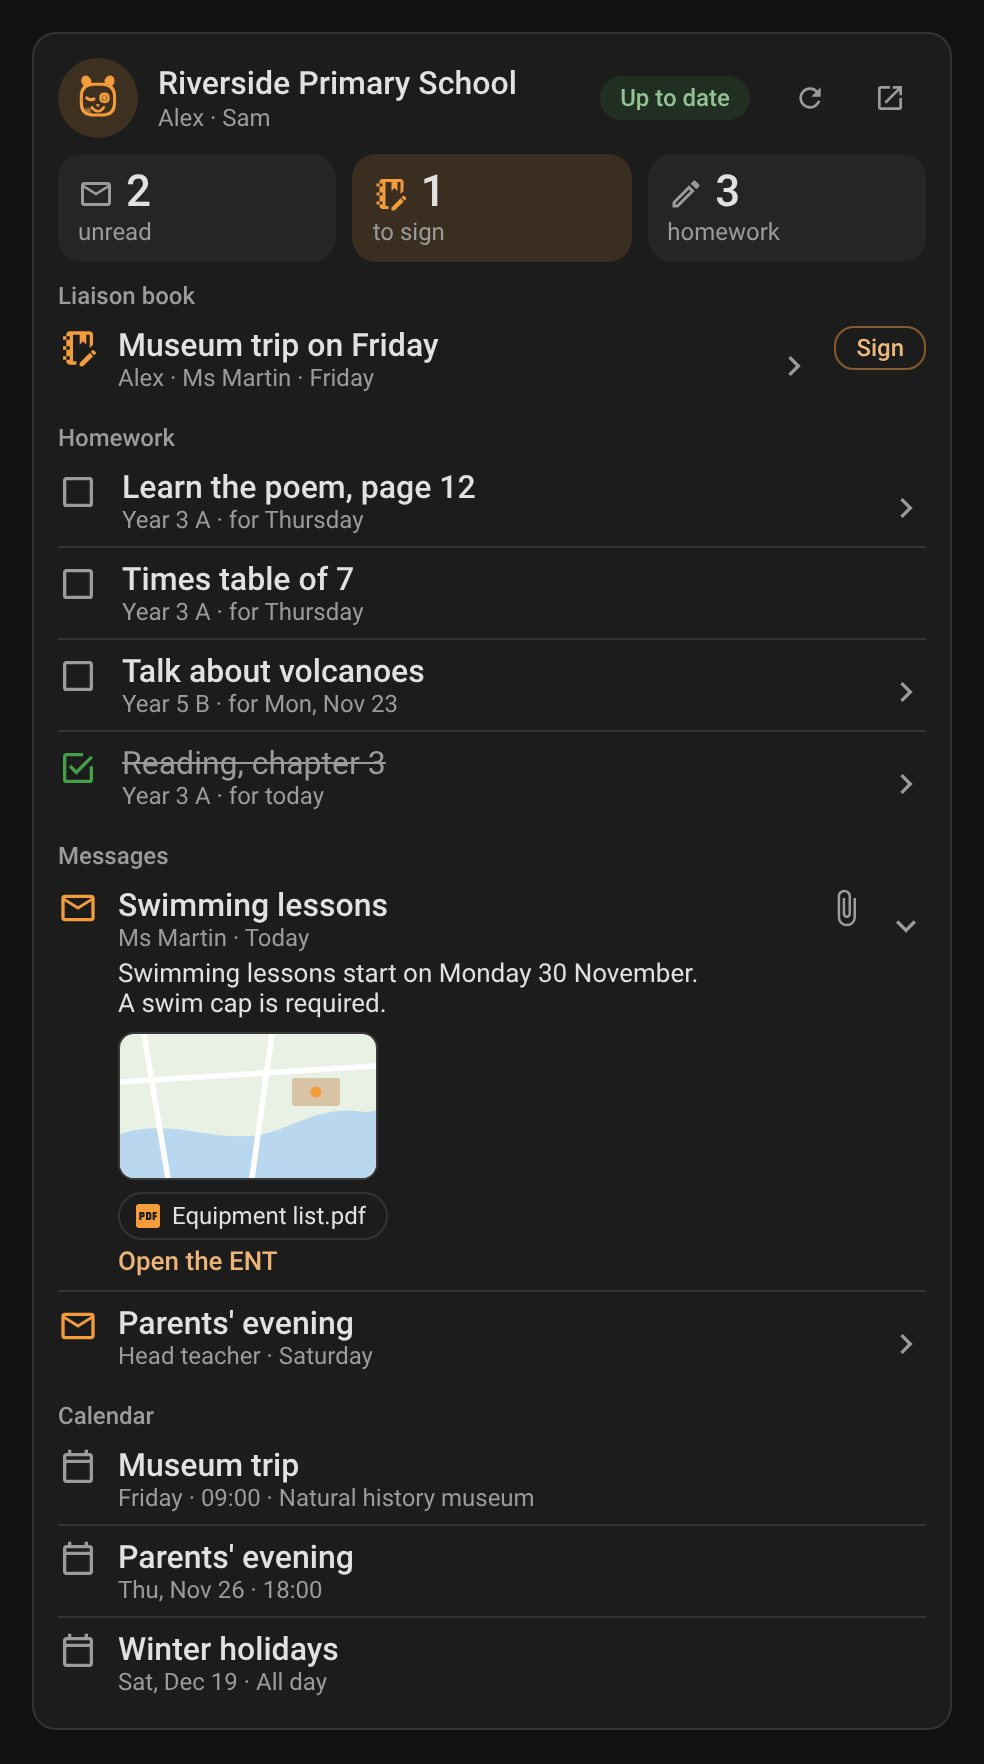 Riverside Primary School
Alex · Sam
Up to date
2
unread
1
to sign
3
homework
Liaison book
Museum trip on Friday
Alex · Ms Martin · Friday
Sign
Homework
Learn the poem, page 12
Year 3 A · for Thursday
Times table of 7
Year 3 A · for Thursday
Talk about volcanoes
Year 5 B · for Mon, Nov 23
Reading, chapter 3
Year 3 A · for today
Messages
Swimming lessons
Ms Martin · Today
Swimming lessons start on Monday 30 November.
A swim cap is required.
PDF Equipment list.pdf
Open the ENT
Parents' evening
Head teacher · Saturday
Calendar
Museum trip
Friday · 09:00 · Natural history museum
Parents' evening
Thu, Nov 26 · 18:00
Winter holidays
Sat, Dec 19 · All day